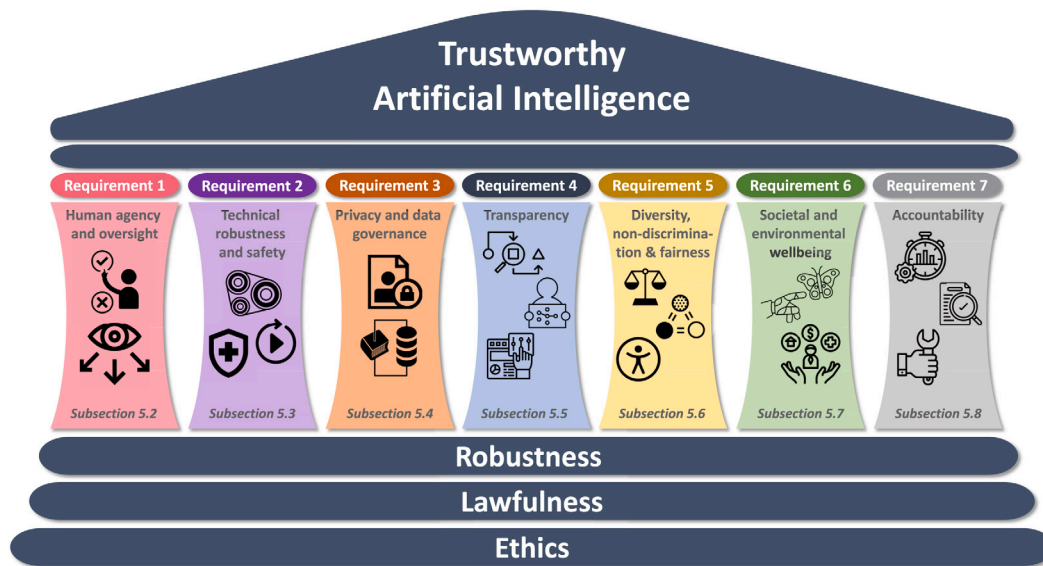 Trustworthy
Artificial Intelligence
Requirement 1
Requirement 2
Requirement 3
Requirement 4
Requirement 5
Requirement 6
Requirement 7
Human agency
and oversight
Technical
robustness
and safety
Privacy and data
governance
Transparency
Diversity,
non-discrimina-
tion & fairness
Societal and
environmental
wellbeing
Accountability
$
=
Subsection 5.2
Subsection 5.3
Subsection 5.4
Subsection 5.5
Subsection 5.6
Subsection 5.7
Subsection 5.8
Robustness
Lawfulness
Ethics